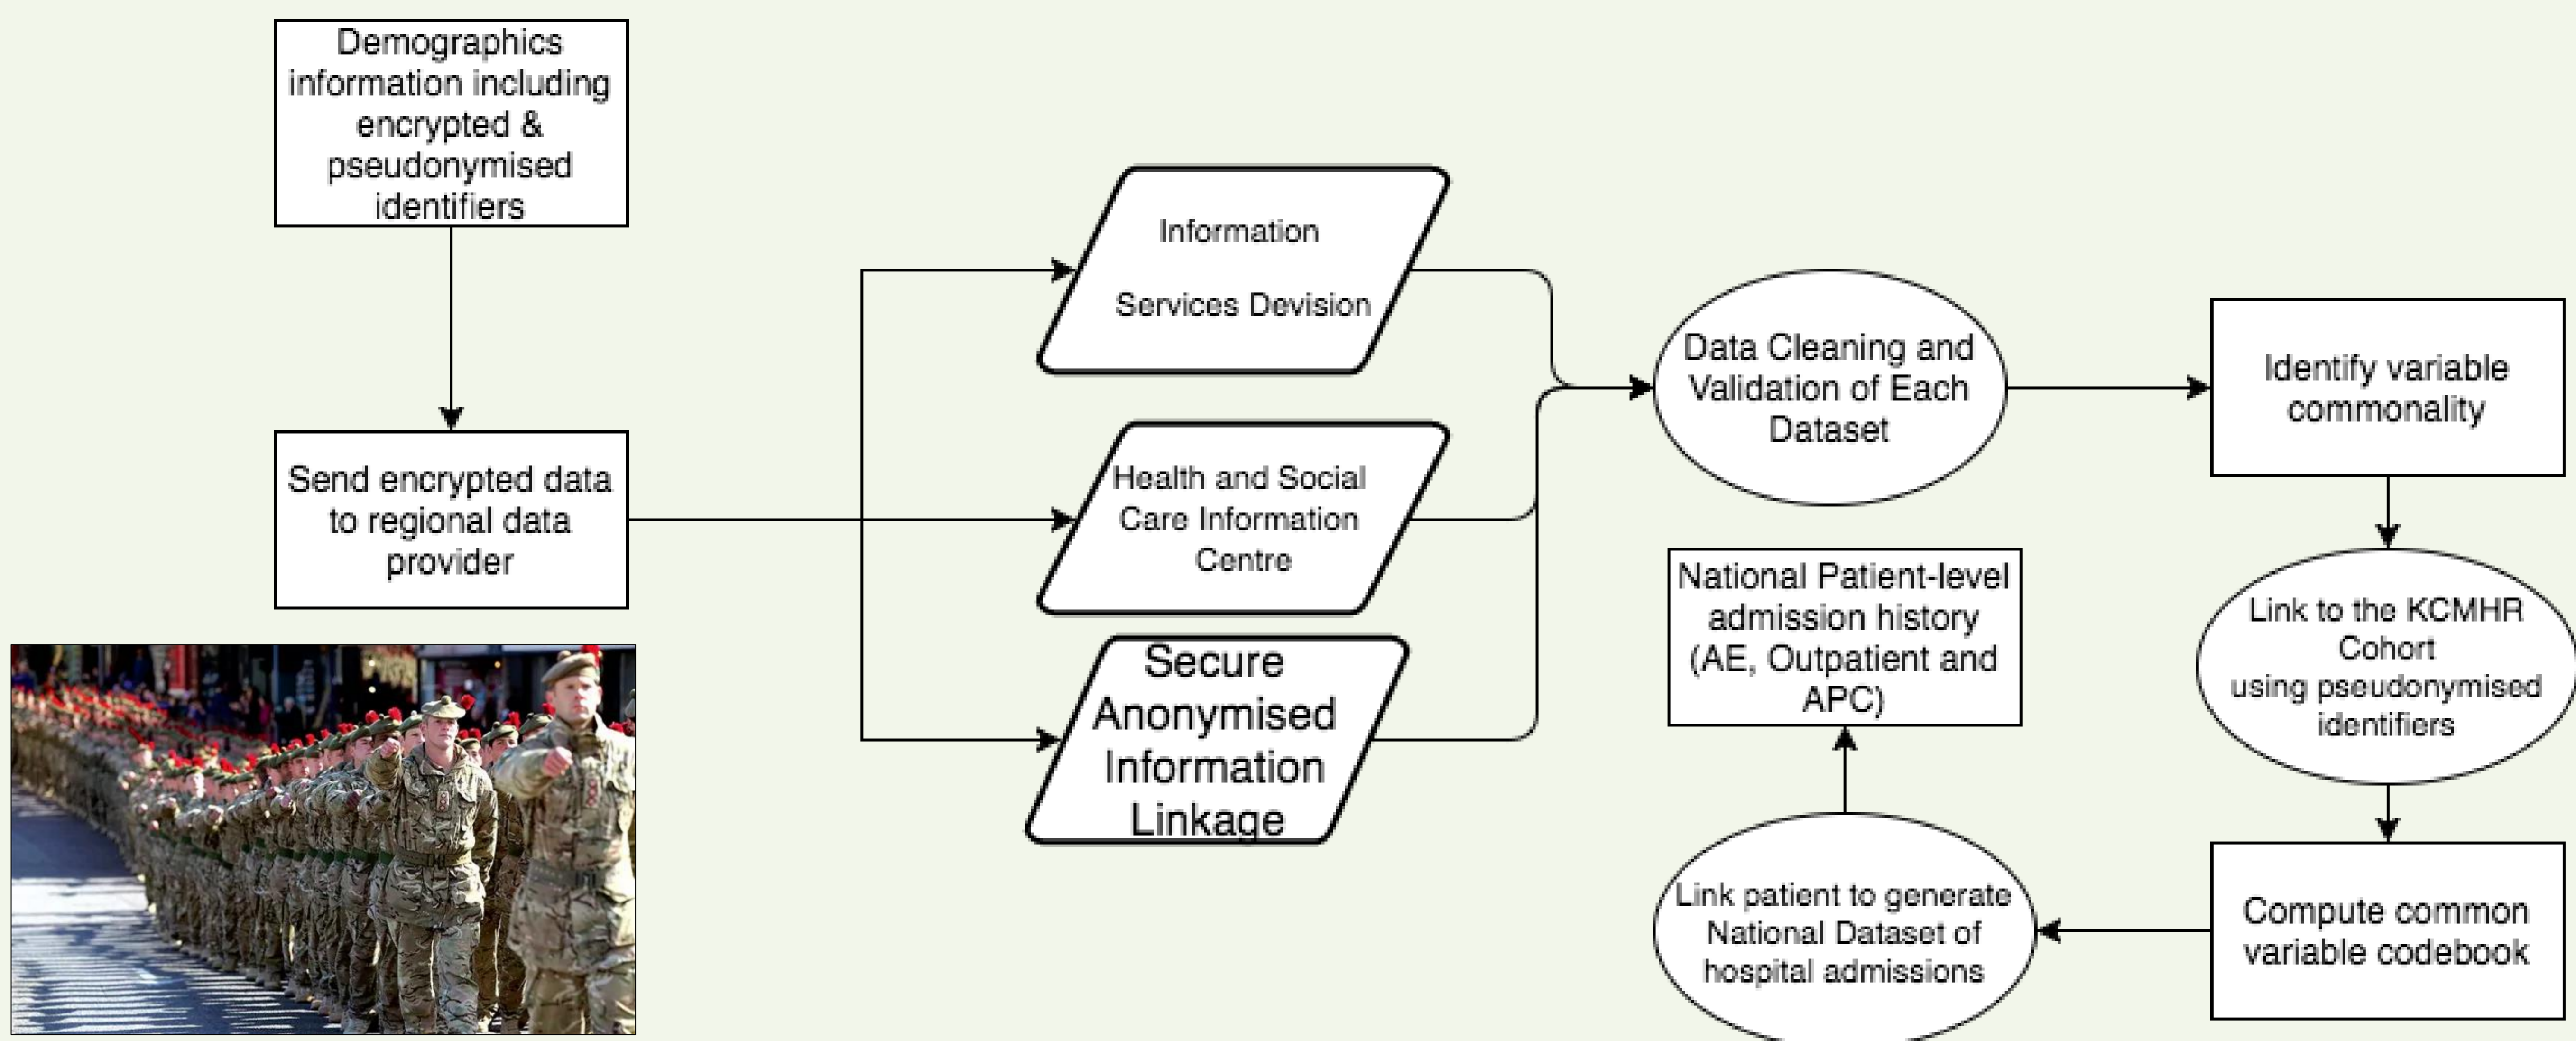 Demographics
information including
encrypted &
pseudonymised
identifiers
Send encrypted data
to regional data
provider
Information
Services Devision
Health and Social
Care Information
Centre
Secure
Anonymised
Information
Linkage
Data Cleaning and
Validation of Each
Dataset
Identify variable
commonality
Link to the KCMHR
Cohort
using pseudonymised
identifiers
Compute common
variable codebook
Link patient to generate
National Dataset of
hospital admissions
National Patient-level
admission history
(AE, Outpatient and
APC)